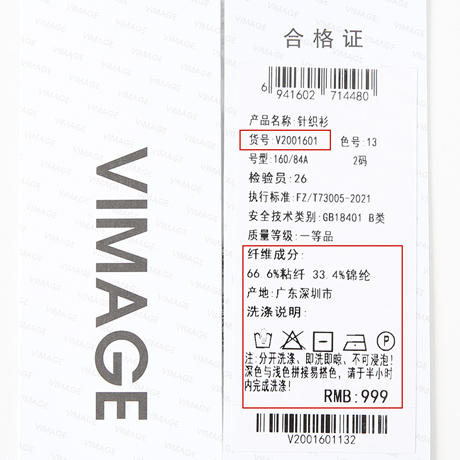 VIMAGE
合格证
6 941602 714480
产品名称:针织衫
货号:V2001601 色号:13
号型:160/84A 2码
检验员:26
执行标准:FZ/T73005-2021
安全技术类别:GB18401 B类
质量等级:一等品
纤维成分:
66.6%粘纤 33.4%锦纶
产地:广东深圳市
洗涤说明:
P
注:分开洗涤、即洗即晾、不可浸泡!
深色与浅色拼接易搭色，请于半小时
内完成洗涤!
RMB:999
V2001601132